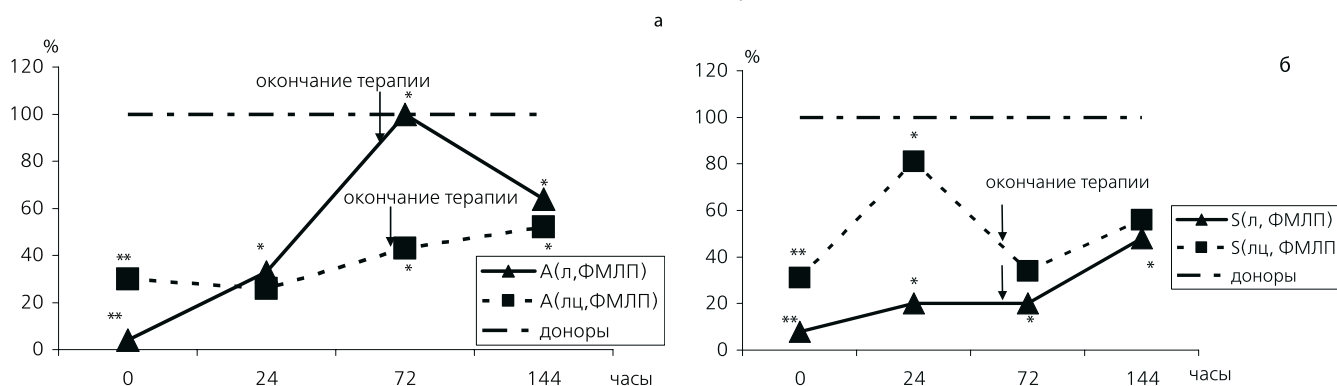 а
%
120
100
80
60
40
20
0
окончание терапии
окончание терапии
*
*
*
*
*
**
**
A(л,ФМЛП)
A(лц,ФМЛП)
доноры
0
24
72
144
часы
б
%
120
100
80
60
40
20
0
окончание терапии
*
*
*
*
**
**
S(л, ФМЛП)
S(лц, ФМЛП
доноры
0
24
72
144
часы